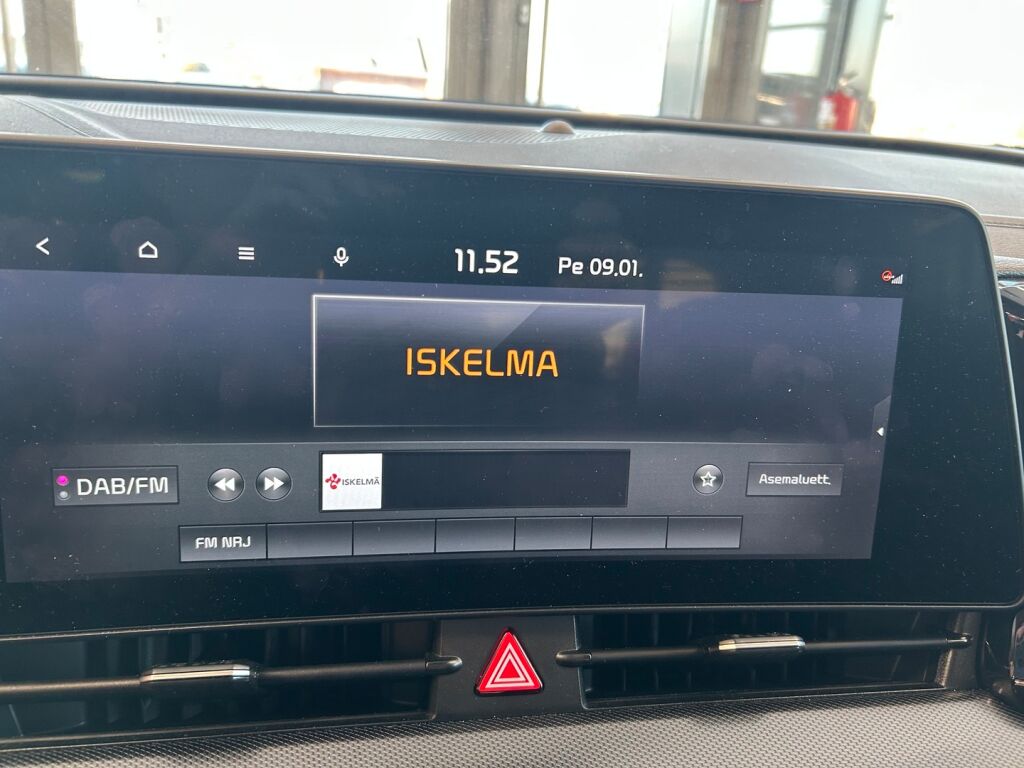 11.52 Pe 09.01.
ISKELMA
DAB/FM
ISKELMÄ
Asemaluett.
FM NRJ